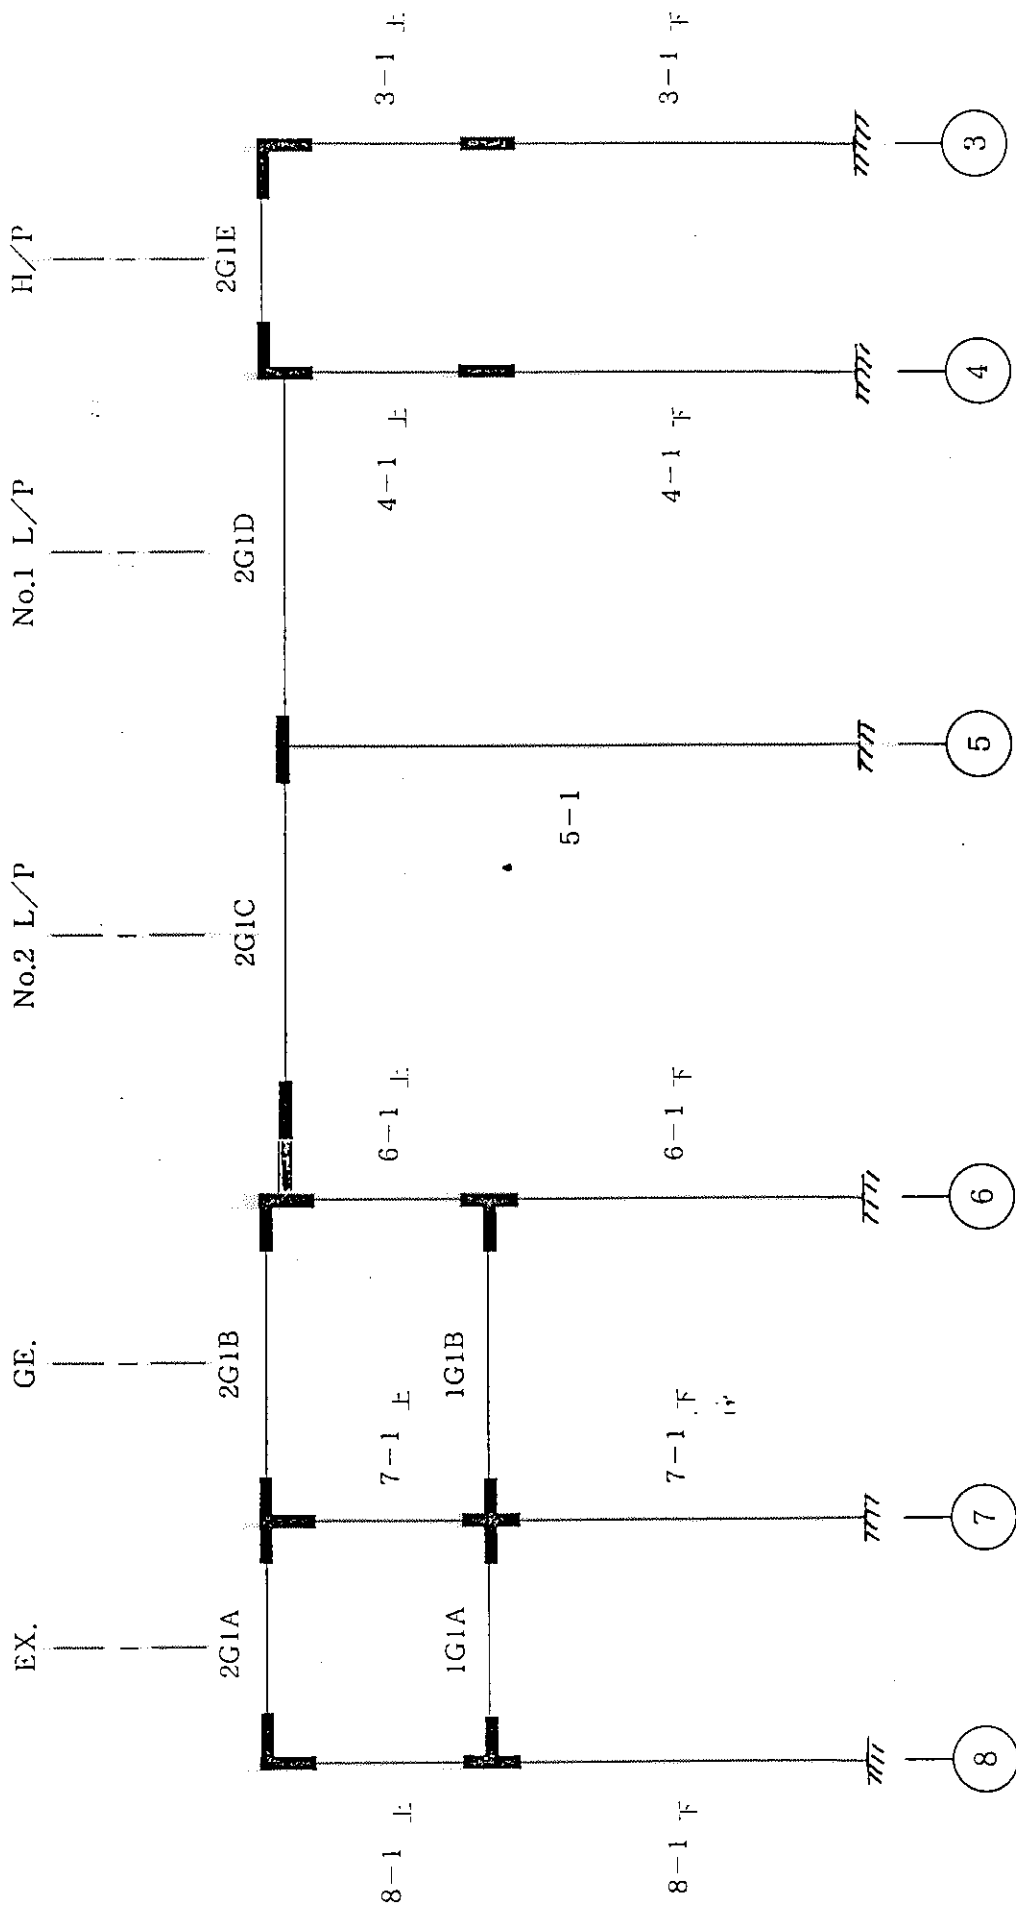 EX. GE. No.2 L/P No.1 L/P H/P
2G1A 2G1B 2G1C 2G1D 2G1E
8-1 上 7-1 上 6-1 上 4-1 上 3-1 上
1G1A 1G1B
5-1
8-1 下 7-1 下 6-1 下 4-1 下 3-1 下
8 7 6 5 4 3